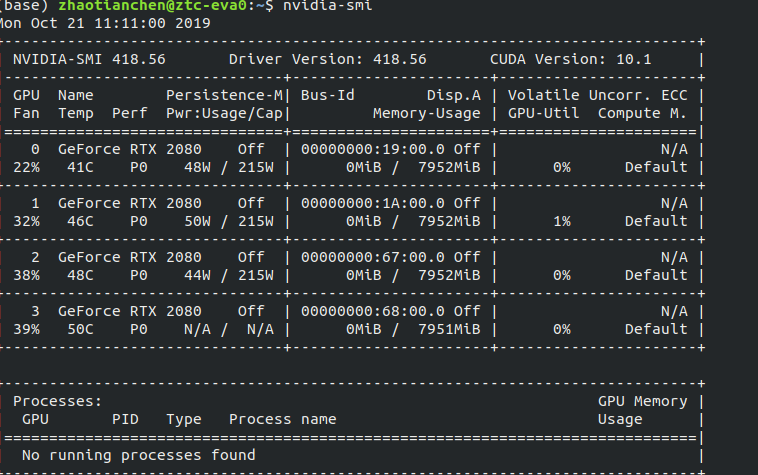 (base) zhaotianchen@ztc-eva0:~$ nvidia-smi
Mon Oct 21 11:11:00 2019
+-----------------------------------------------------------------------------+
| NVIDIA-SMI 418.56       Driver Version: 418.56       CUDA Version: 10.1     |
|-------------------------------+----------------------+----------------------+
| GPU  Name        Persistence-M| Bus-Id        Disp.A | Volatile Uncorr. ECC |
| Fan  Temp  Perf  Pwr:Usage/Cap|         Memory-Usage | GPU-Util  Compute M. |
|===============================+======================+======================|
|   0  GeForce RTX 2080    Off  | 00000000:19:00.0 Off |                  N/A |
| 22%   41C    P0    48W / 215W |      0MiB /  7952MiB |      0%      Default |
+-------------------------------+----------------------+----------------------+
|   1  GeForce RTX 2080    Off  | 00000000:1A:00.0 Off |                  N/A |
| 32%   46C    P0    50W / 215W |      0MiB /  7952MiB |      1%      Default |
+-------------------------------+----------------------+----------------------+
|   2  GeForce RTX 2080    Off  | 00000000:67:00.0 Off |                  N/A |
| 38%   48C    P0    44W / 215W |      0MiB /  7952MiB |      0%      Default |
+-------------------------------+----------------------+----------------------+
|   3  GeForce RTX 2080    Off  | 00000000:68:00.0 Off |                  N/A |
| 39%   50C    P0    N/A /  N/A |      0MiB /  7951MiB |      0%      Default |
+-------------------------------+----------------------+----------------------+

+-----------------------------------------------------------------------------+
| Processes:                                                       GPU Memory |
|  GPU       PID   Type   Process name                             Usage      |
|=============================================================================|
|  No running processes found                                                 |
+-----------------------------------------------------------------------------+